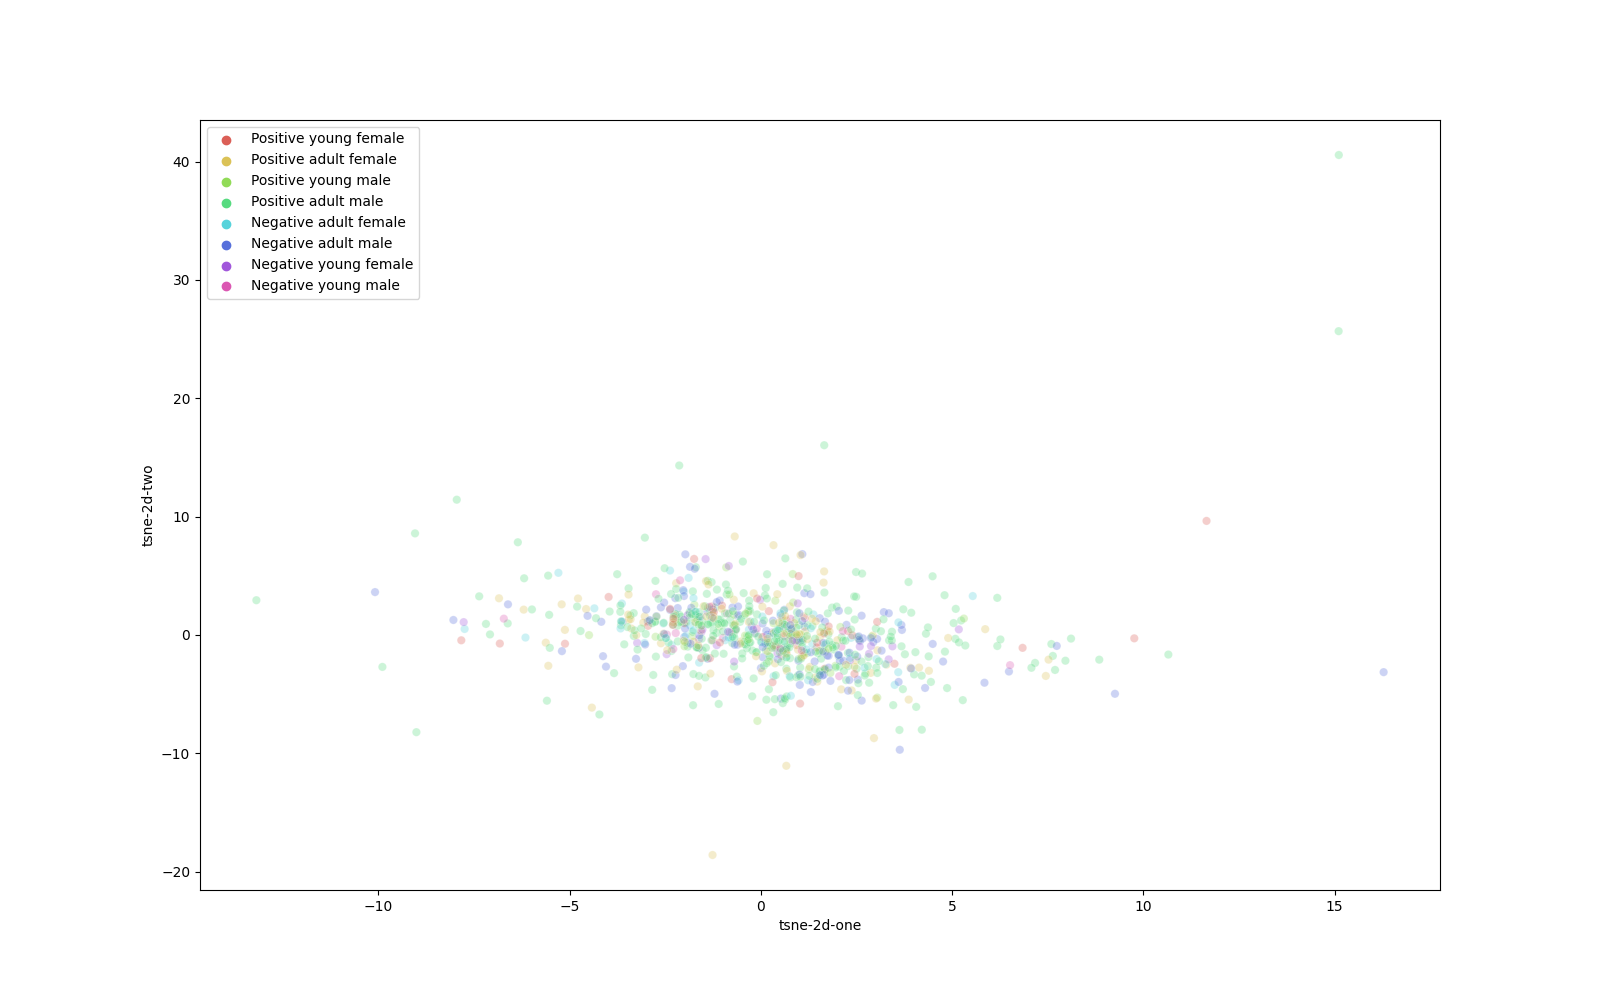 Positive young female
Positive adult female
Positive young male
Positive adult male
Negative adult female
Negative adult male
Negative young female
Negative young male
40
30
20
10
0
−10
−20
tsne-2d-two
−10 −5 0 5 10 15
tsne-2d-one